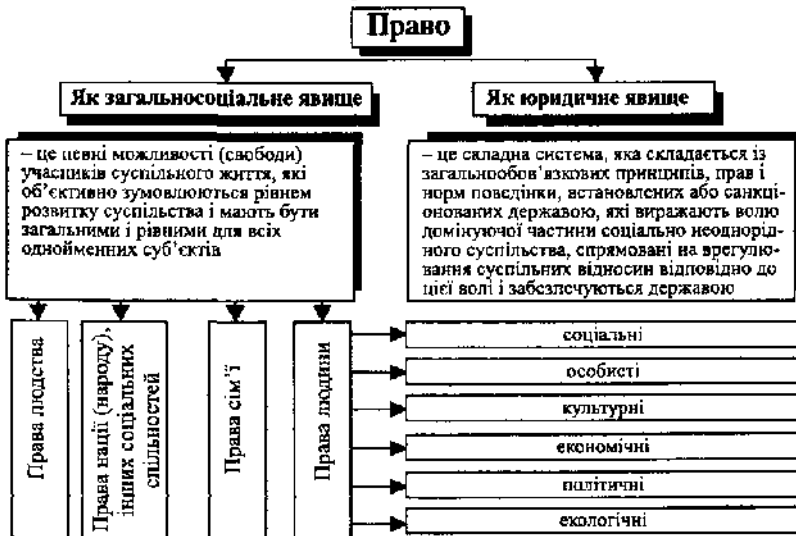 Право
Як загальносоціальне явище
Як юридичне явище
– це певні можливості (свободи)
учасників суспільного життя, які
об’єктивно зумовлюються рівнем
розвитку суспільства і мають бути
загальними і рівними для всіх
однойменних суб’єктів
– це складна система, яка складається із
загальнообов’язкових принципів, прав і
норм поведінки, встановлених або санкці-
онованих державою, які виражають волю
домінуючої частини соціально неоднорід-
ного суспільства, спрямовані на врегулю-
вання суспільних відносин відповідно до
цієї волі і забезпечуються державою
Права людства
Права нації (народу),
інших соціальних
спільностей
Права сім’ї
Права людини
соціальні
особисті
культурні
економічні
політичні
екологічні